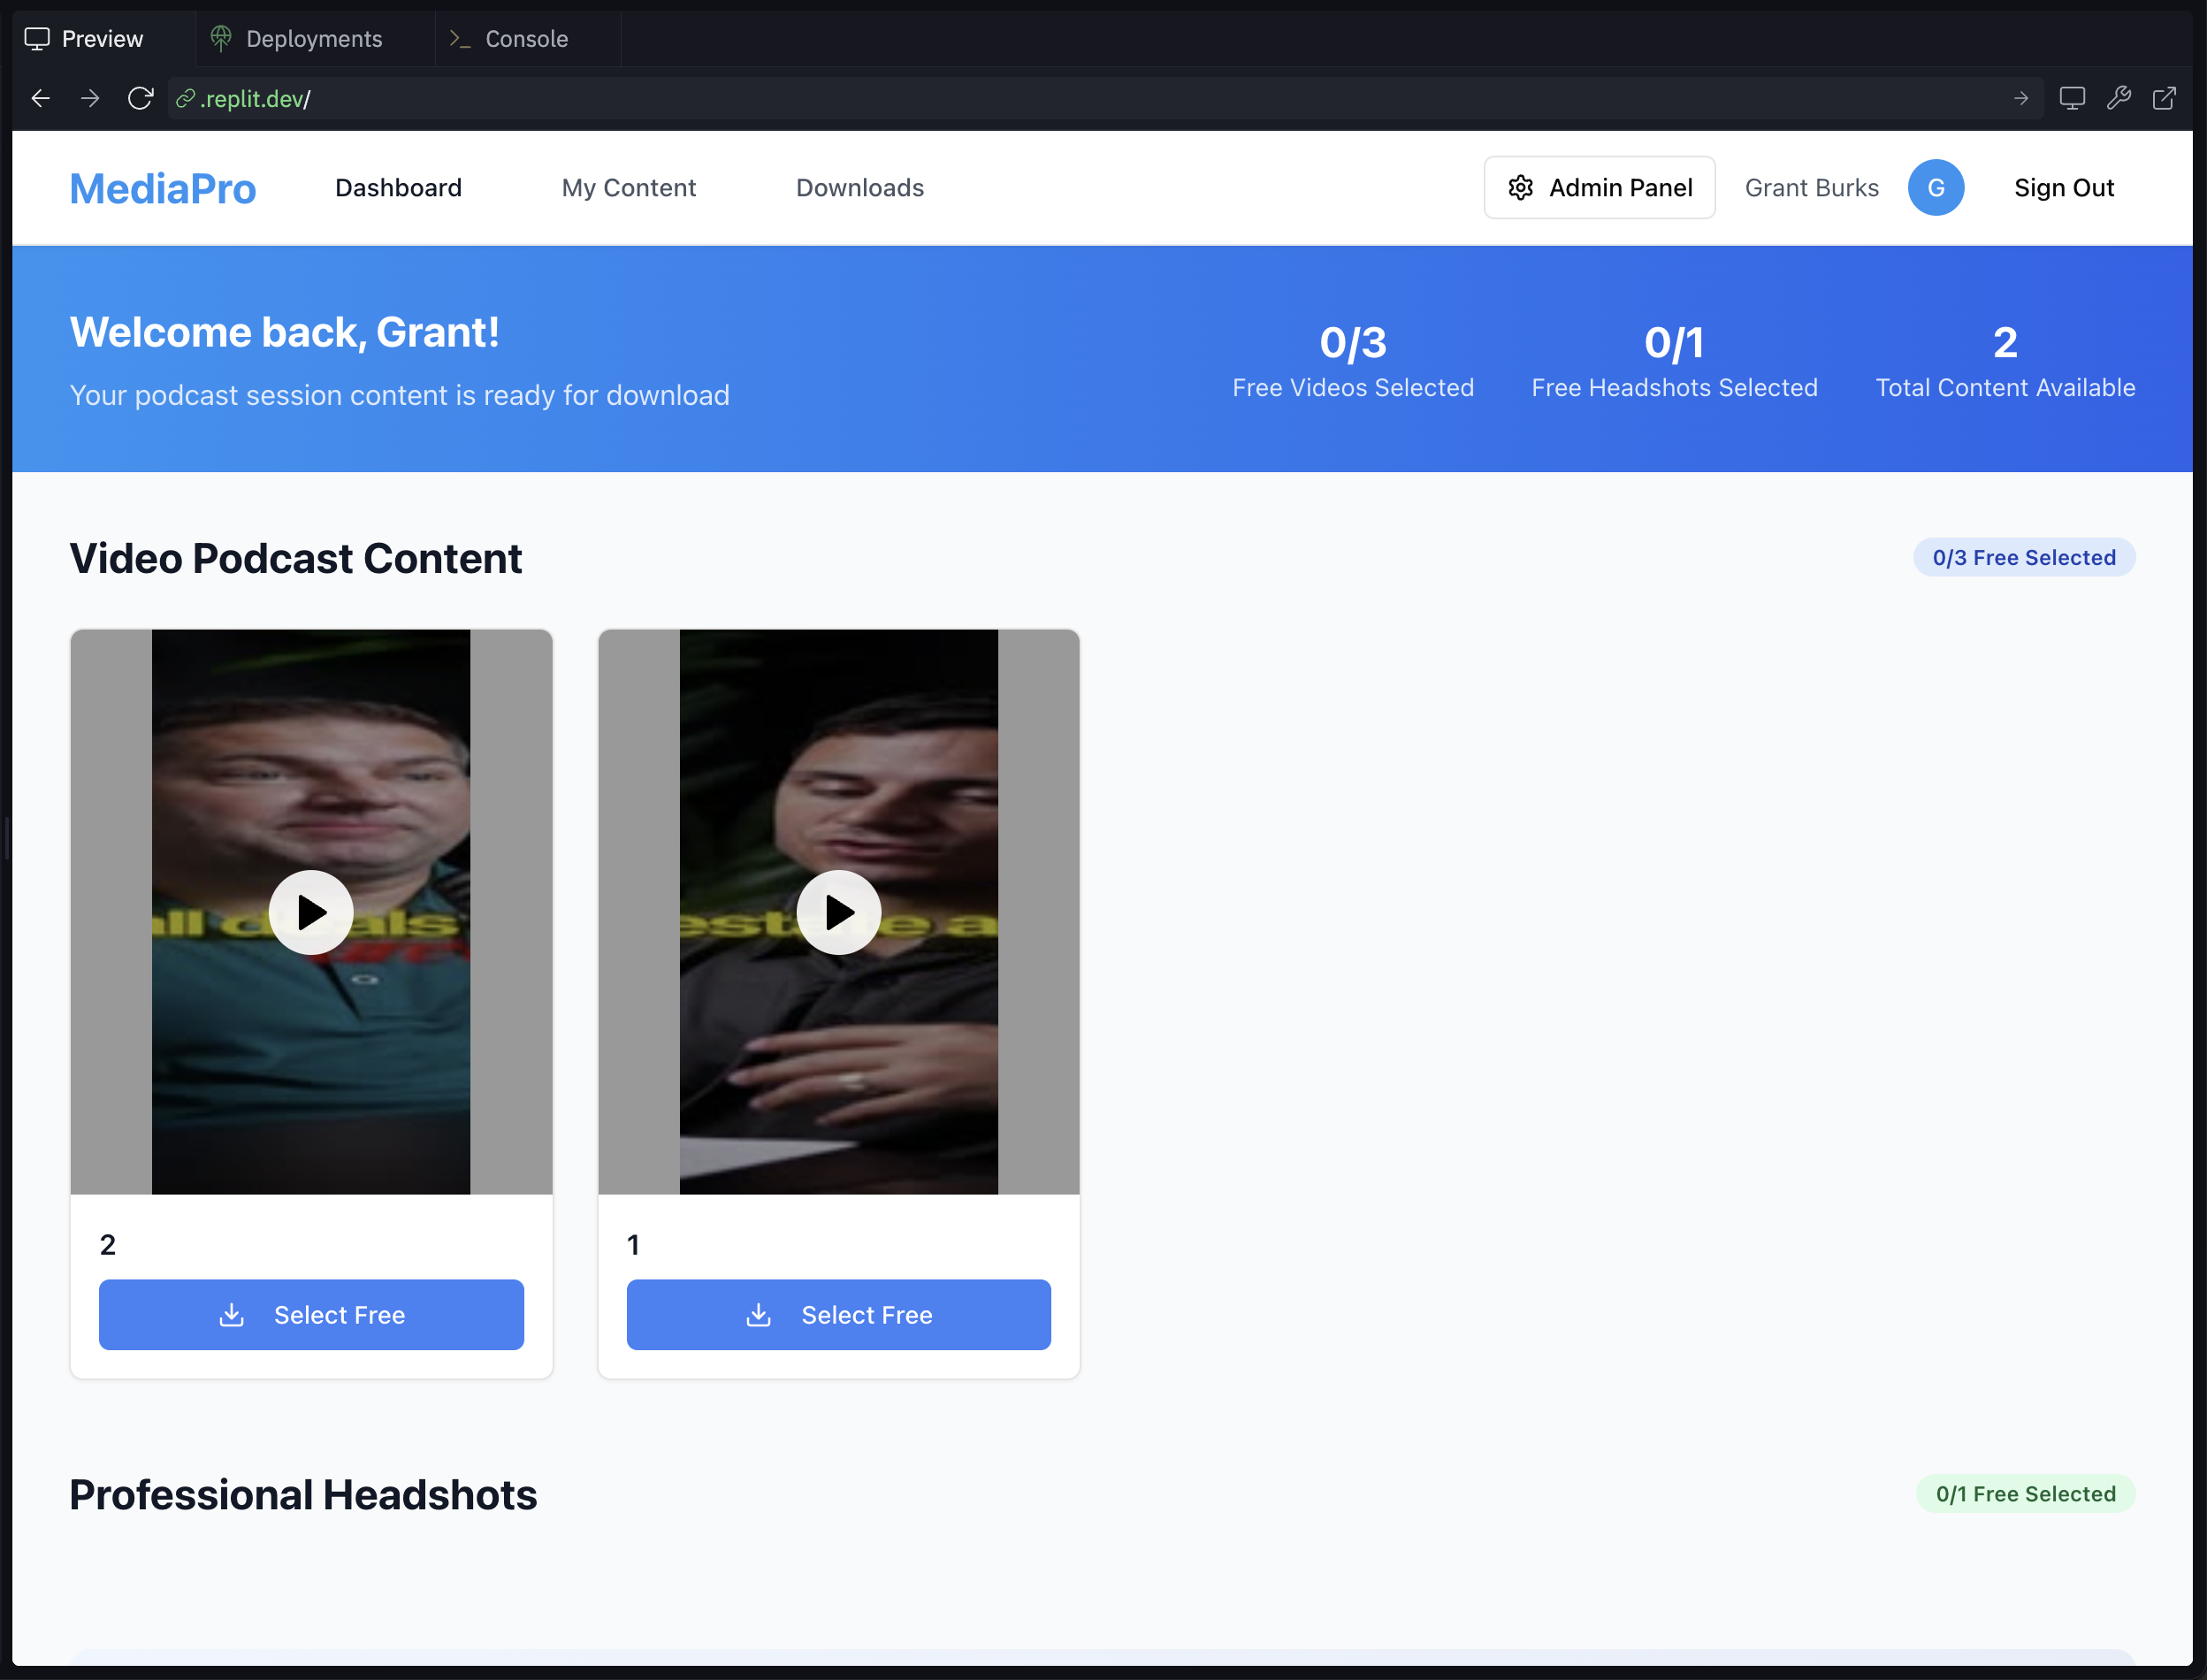 Preview
Deployments
Console
.replit.dev/
MediaPro
Dashboard
My Content
Downloads
Admin Panel
Grant Burks
G
Sign Out
Welcome back, Grant!
Your podcast session content is ready for download
0/3
Free Videos Selected
0/1
Free Headshots Selected
2
Total Content Available
Video Podcast Content
0/3 Free Selected
2
Select Free
1
Select Free
Professional Headshots
0/1 Free Selected